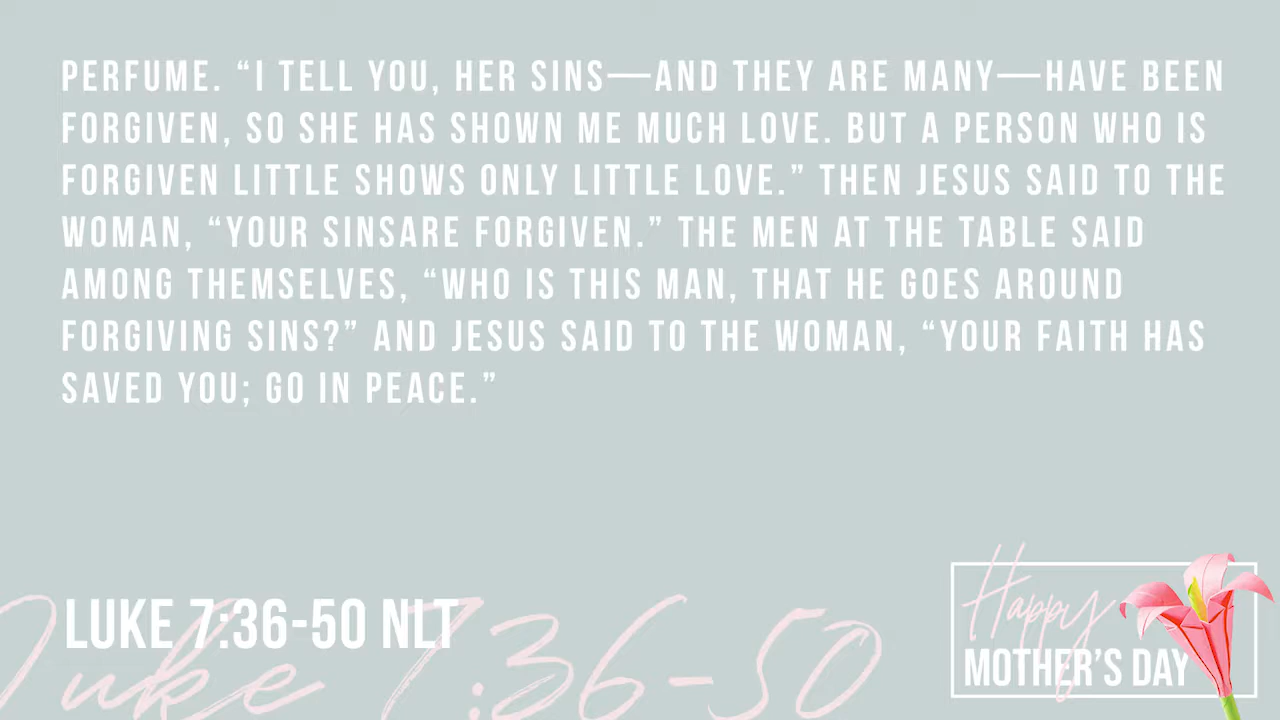 PERFUME. “I TELL YOU, HER SINS—AND THEY ARE MANY—HAVE BEEN
FORGIVEN, SO SHE HAS SHOWN ME MUCH LOVE. BUT A PERSON WHO IS
FORGIVEN LITTLE SHOWS ONLY LITTLE LOVE.” THEN JESUS SAID TO THE
WOMAN, “YOUR SINSARE FORGIVEN.” THE MEN AT THE TABLE SAID
AMONG THEMSELVES, “WHO IS THIS MAN, THAT HE GOES AROUND
FORGIVING SINS?” AND JESUS SAID TO THE WOMAN, “YOUR FAITH HAS
SAVED YOU; GO IN PEACE.”
LUKE 7:36-50 NLT
Luke 7:36-50
Happy
MOTHER’S DAY